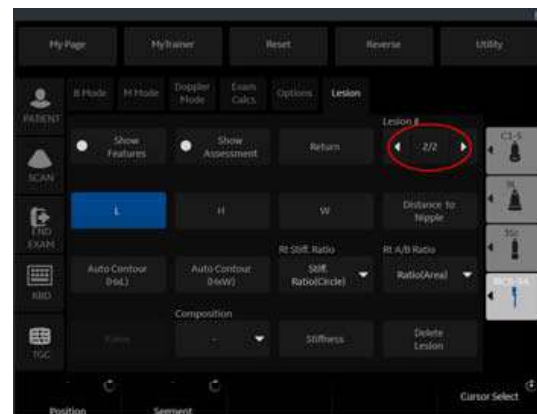 My Page
MyTrainer
Reset
Reverse
Utility
PATIENT
B Mode
M Mode
Doppler Mode
Exam Calcs.
Options
Lesion
Lesion #
Show Features
Show Assessment
Return
2/2
C1-5
SCAN
L
H
W
Distance to Nipple
END EXAM
Rt Stiff. Ratio
Rt A/B Ratio
Auto Contour (HxL)
Auto Contour (HxW)
Stiff. Ratio(Circle)
Ratio(Area)
KBD
Composition
-
Stiffness
Delete Lesion
TGC
Position
Segment
Cursor Select